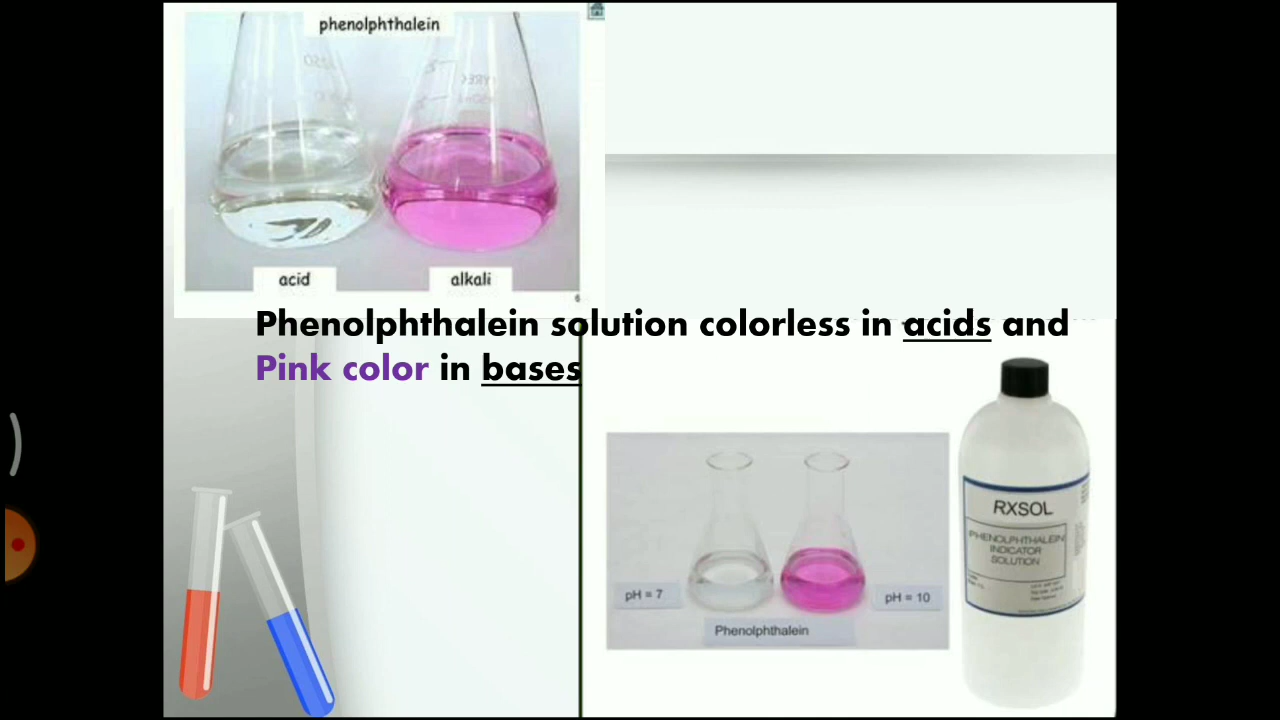 phenolphthalein
acid
alkali
6
Phenolphthalein solution colorless in acids and
Pink color in bases
RXSOL
PHENOLPHTHALEIN
INDICATOR
SOLUTION
pH = 7
pH = 10
Phenolphthalein